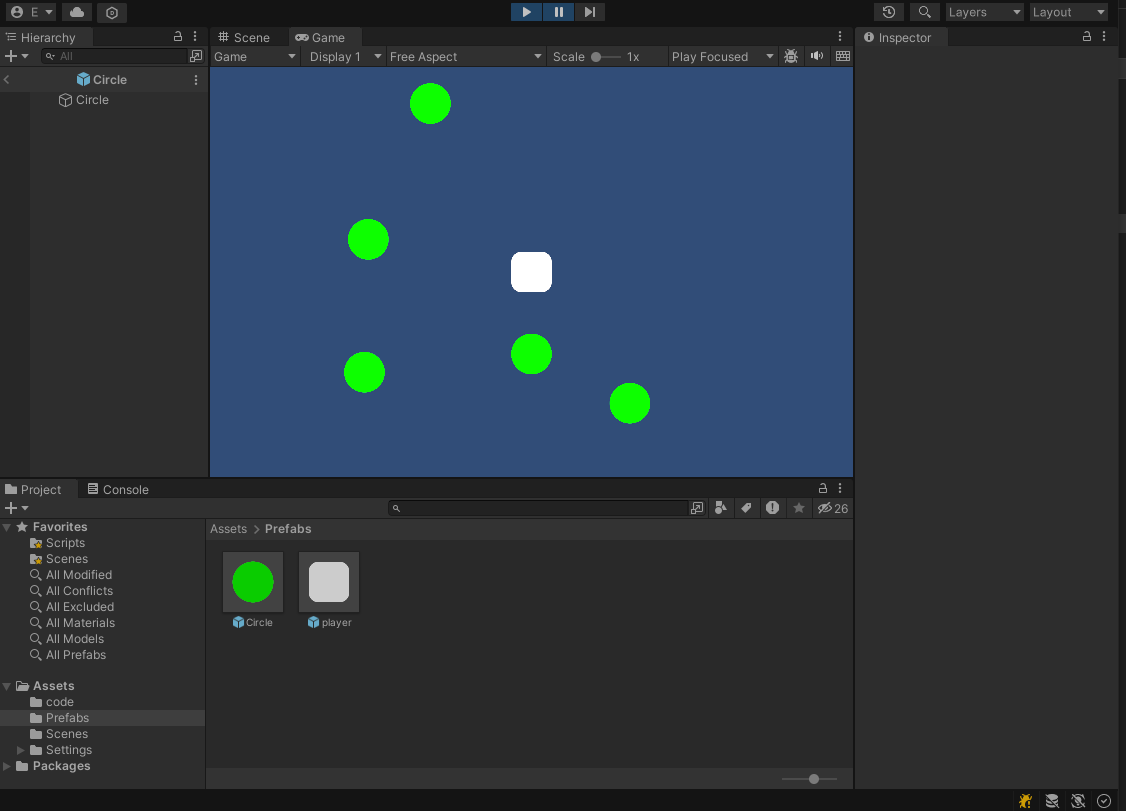 E
Layers
Layout
Hierarchy
All
Circle
Circle
Scene
Game
Game
Display 1
Free Aspect
Scale
1x
Play Focused
Inspector
Project
Console
26
Favorites
Scripts
Scenes
All Modified
All Conflicts
All Excluded
All Materials
All Models
All Prefabs
Assets
code
Prefabs
Scenes
Settings
Packages
Assets > Prefabs
Circle
player